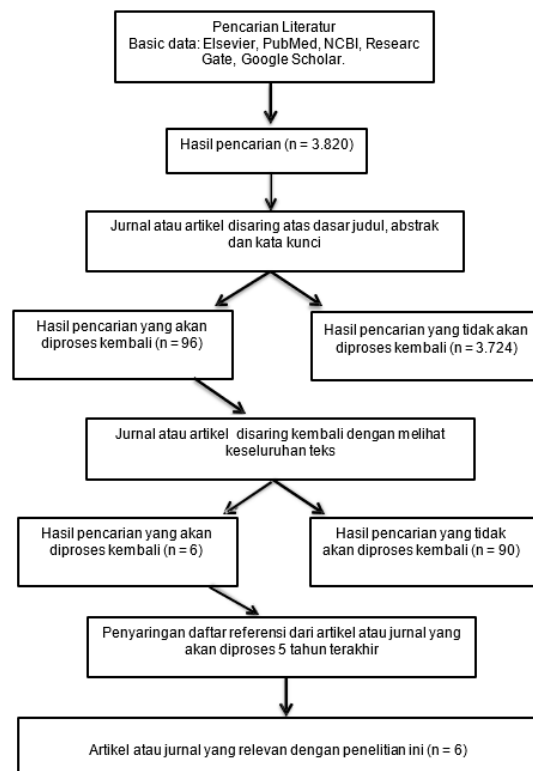 Pencarian Literatur
Basic data: Elsevier, PubMed, NCBI, Researc
Gate, Google Scholar.
Hasil pencarian (n = 3.820)
Jurnal atau artikel disaring atas dasar judul, abstrak
dan kata kunci
Hasil pencarian yang akan
diproses kembali (n = 96)
Hasil pencarian yang tidak akan
diproses kembali (n = 3.724)
Jurnal atau artikel disaring kembali dengan melihat
keseluruhan teks
Hasil pencarian yang akan
diproses kembali (n = 6)
Hasil pencarian yang tidak
akan diproses kembali (n = 90)
Penyaringan daftar referensi dari artikel atau jurnal yang
akan diproses 5 tahun terakhir
Artikel atau jurnal yang relevan dengan penelitian ini (n = 6)